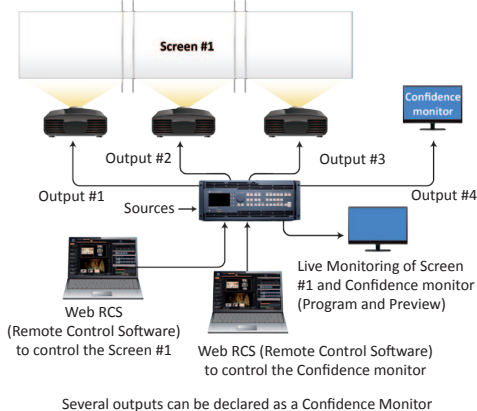 Screen #1
Confidence
monitor
Output #2
Output #3
Output #1
Output #4
Sources
Live Monitoring of Screen
#1 and Confidence monitor
(Program and Preview)
Web RCS
(Remote Control Software)
to control the Screen #1
Web RCS (Remote Control Software)
to control the Confidence monitor
Several outputs can be declared as a Confidence Monitor